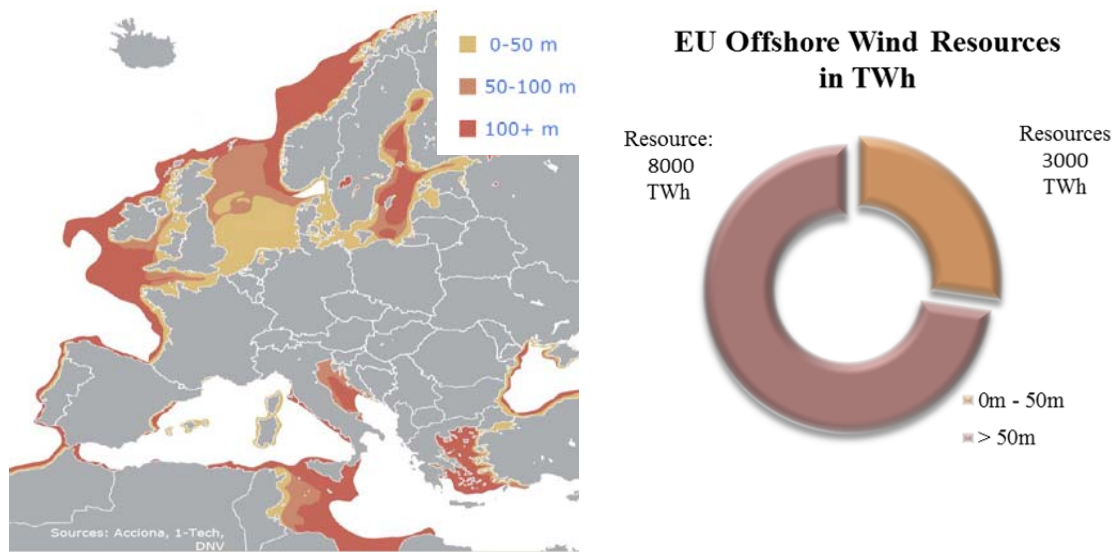 0-50 m
50-100 m
100+ m
Sources: Acciona, 1-Tech,
DNV
EU Offshore Wind Resources
in TWh
Resource:
8000
TWh
Resources
3000
TWh
0m - 50m
> 50m